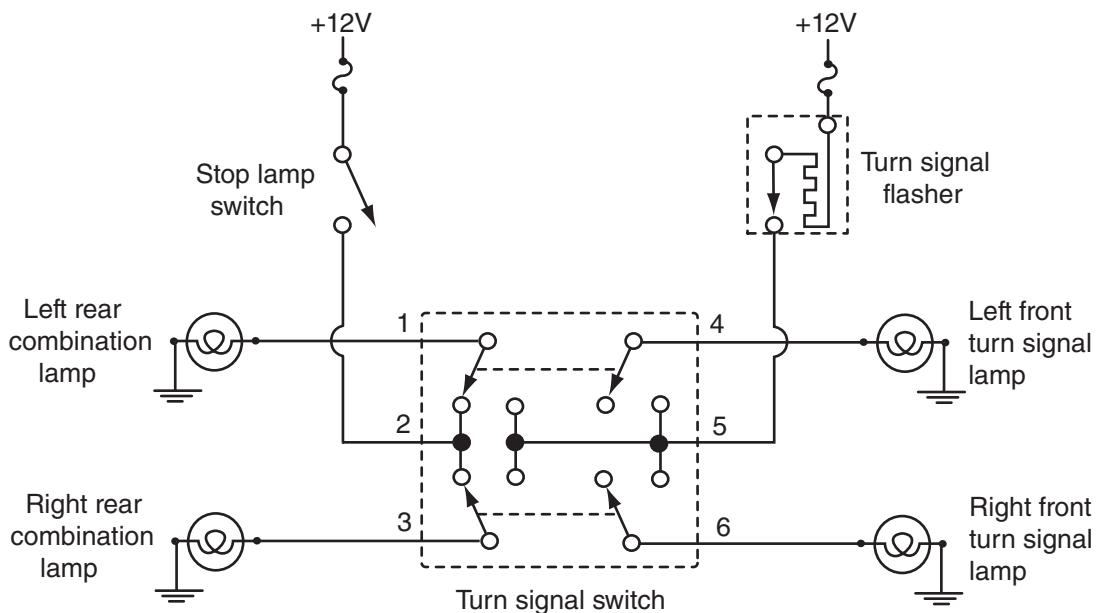 +12V
+12V
Stop lamp
switch
Turn signal
flasher
Left rear
combination
lamp
1
4
Left front
turn signal
lamp
2
5
Right rear
combination
lamp
3
6
Right front
turn signal
lamp
Turn signal switch